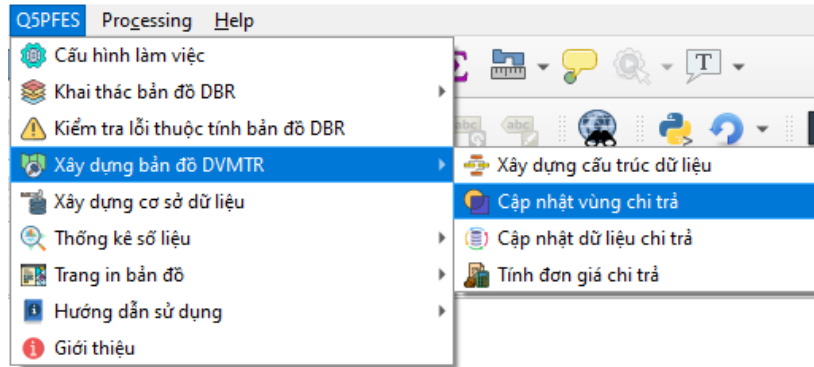 Q5PFES Processing Help
Cấu hình làm việc
Khai thác bản đồ DBR
Kiểm tra lỗi thuộc tính bản đồ DBR
Xây dựng bản đồ DVMTR
Xây dựng cơ sở dữ liệu
Thống kê số liệu
Trang in bản đồ
Hướng dẫn sử dụng
Giới thiệu
T
abc abc
Xây dựng cấu trúc dữ liệu
Cập nhật vùng chi trả
Cập nhật dữ liệu chi trả
Tính đơn giá chi trả